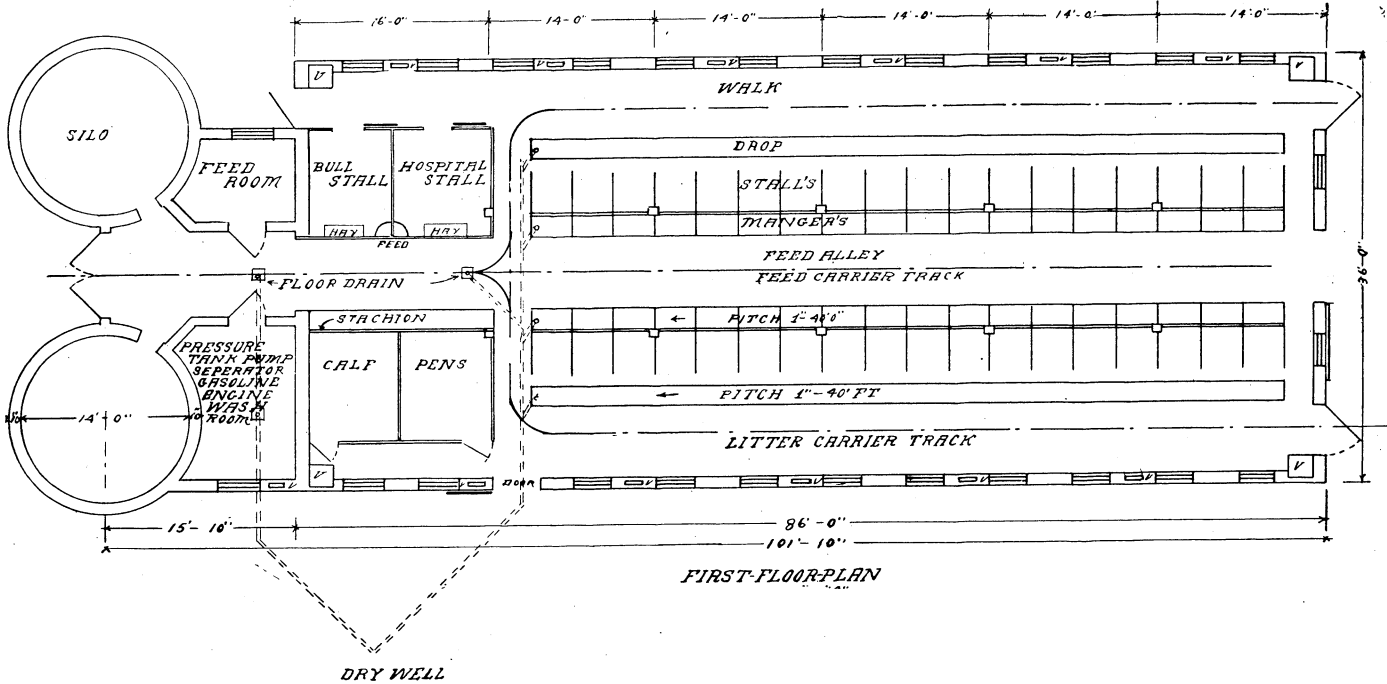 16'-0" 14'-0" 14'-0" 14'-0' 14'-0' 14'-0"
V V V V V V V
WALK
SILO
DROP
FEED
ROOM
BULL
STALL
HOSPITAL
STALL
STALL'S
MANGER'S
HAY HAY
FEED
FEED ALLEY
FEED CARRIER TRACK
FLOOR DRAIN
36'-0"
STACHION
PITCH 1"-40'0"
PRESSURE
TANK PUMP
SEPERATOR
GASOLINE
ENGINE
WASH
ROOM
CALF PENS
14'-0"
10"
PITCH 1"-40' FT
LITTER CARRIER TRACK
V V V V V V V V
DOOR
15'-10" 86'-0"
101'-10"
FIRST-FLOOR-PLAN
DRY WELL